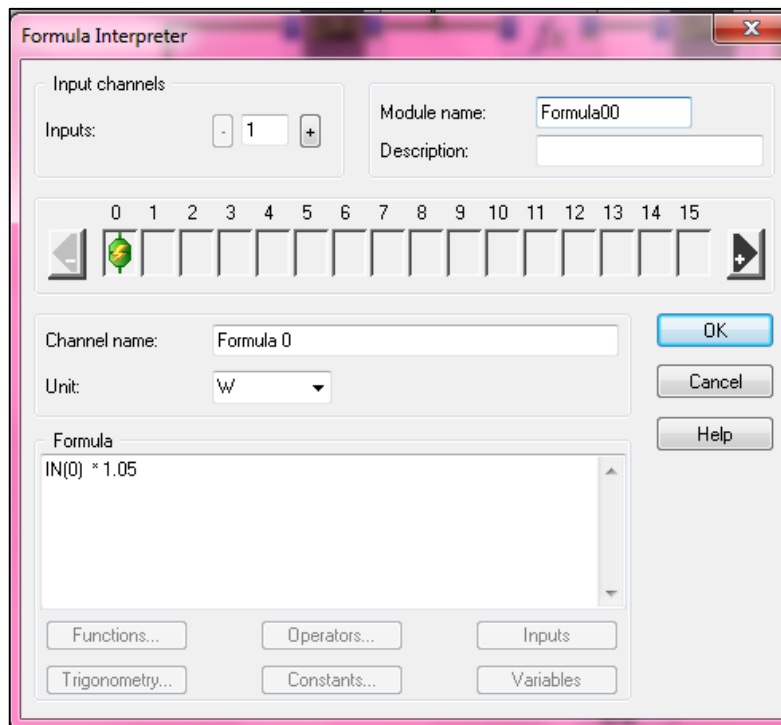 Formula Interpreter
Input channels
Inputs:
- 1 +
Module name: Formula00
Description:
0 1 2 3 4 5 6 7 8 9 10 11 12 13 14 15
- +
Channel name: Formula 0
Unit: W
OK
Cancel
Help
Formula
IN(0) * 1.05
Functions... Operators... Inputs
Trigonometry... Constants... Variables